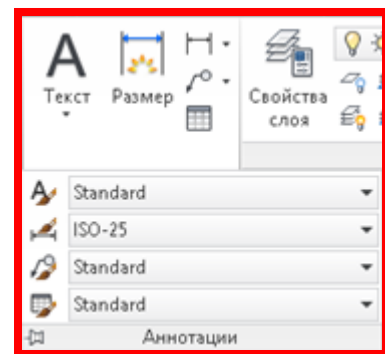 Текст
Размер
Свойства
слоя
Standard
ISO-25
Standard
Standard
Аннотации